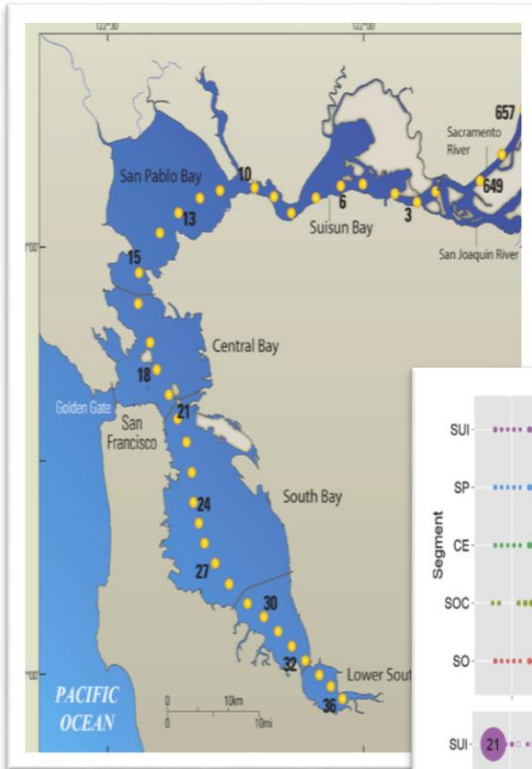 122°30'
122°00'
657
Sacramento
River
San Pablo Bay
10
649
13
6
3
Suisun Bay
San Joaquin River
15
Central Bay
18
Golden Gate
21
San
Francisco
South Bay
24
27
30
32
Lower Sout
36
PACIFIC
OCEAN
0
10km
0
10mi
Segment
SUI
SP
CE
SOC
SO
SUI
21